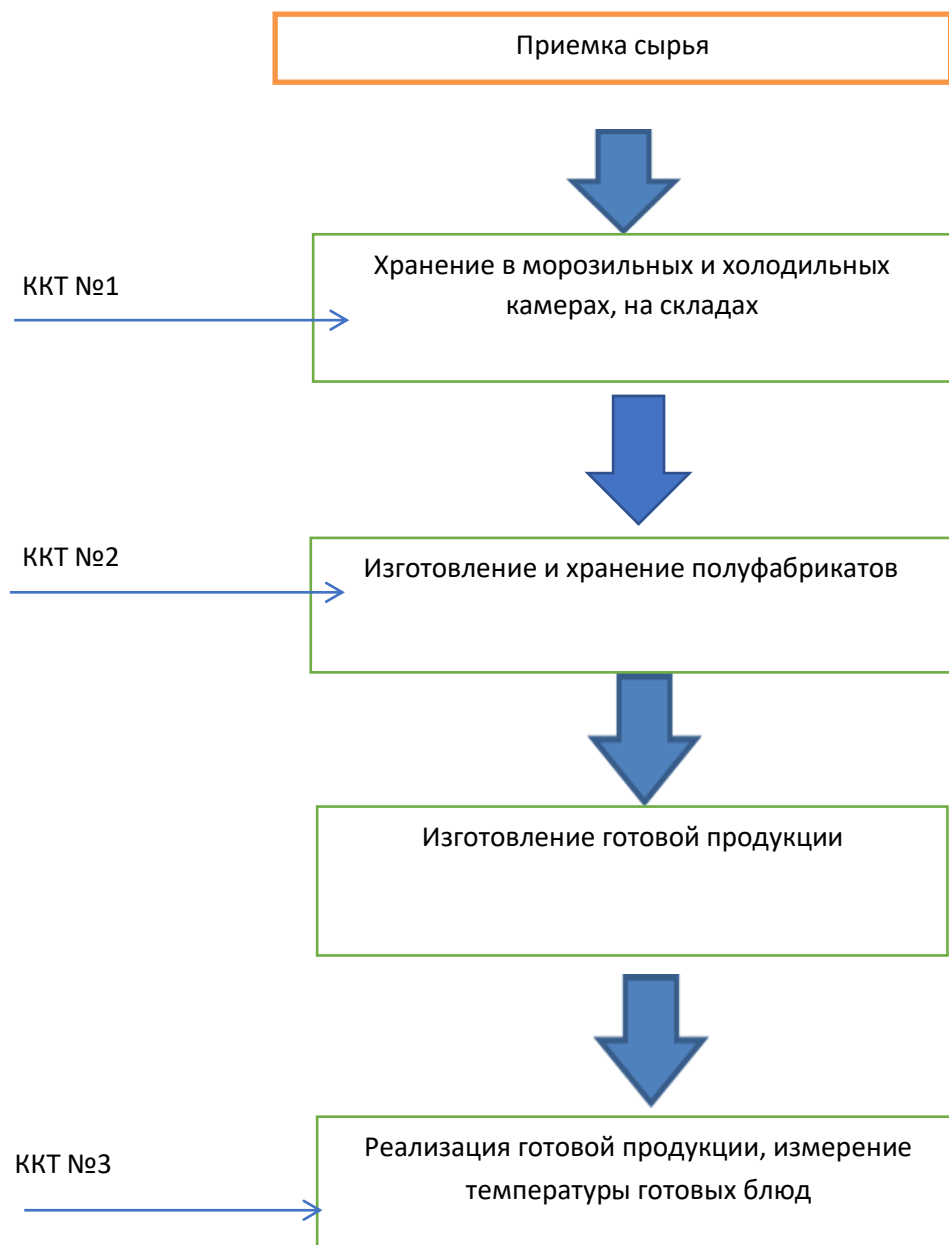 Приемка сырья
Хранение в морозильных и холодильных
камерах, на складах
ККТ №1
ККТ №2
Изготовление и хранение полуфабрикатов
Изготовление готовой продукции
Реализация готовой продукции, измерение
температуры готовых блюд
ККТ №3